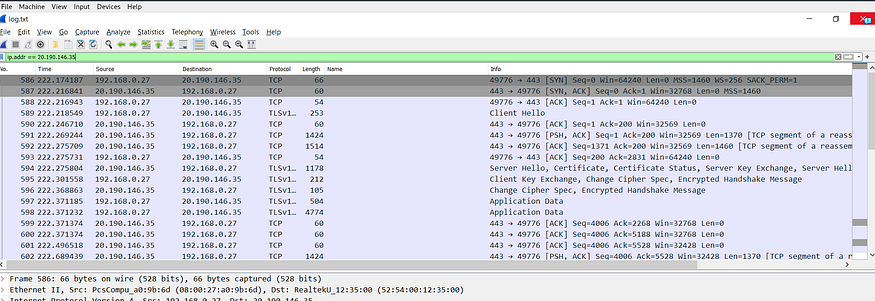 File Machine View Input Devices Help
log.txt
File Edit View Go Capture Analyze Statistics Telephony Wireless Tools Help
ip.addr == 20.190.146.35
No. Time Source Destination Protocol Length Name Info
586 222.174187 192.168.0.27 20.190.146.35 TCP 66 49776 → 443 [SYN] Seq=0 Win=64240 Len=0 MSS=1460 WS=256 SACK_PERM=1
587 222.216841 20.190.146.35 192.168.0.27 TCP 60 443 → 49776 [SYN, ACK] Seq=0 Ack=1 Win=32768 Len=0 MSS=1460
588 222.216943 192.168.0.27 20.190.146.35 TCP 54 49776 → 443 [ACK] Seq=1 Ack=1 Win=64240 Len=0
589 222.218549 192.168.0.27 20.190.146.35 TLSv1… 253 Client Hello
590 222.246710 20.190.146.35 192.168.0.27 TCP 60 443 → 49776 [ACK] Seq=1 Ack=200 Win=32569 Len=0
591 222.269244 20.190.146.35 192.168.0.27 TCP 1424 443 → 49776 [PSH, ACK] Seq=1 Ack=200 Win=32569 Len=1370 [TCP segment of a reass
592 222.275709 20.190.146.35 192.168.0.27 TCP 1514 443 → 49776 [ACK] Seq=1371 Ack=200 Win=32569 Len=1460 [TCP segment of a reassem
593 222.275731 192.168.0.27 20.190.146.35 TCP 54 49776 → 443 [ACK] Seq=200 Ack=2831 Win=64240 Len=0
594 222.275804 20.190.146.35 192.168.0.27 TLSv1… 1178 Server Hello, Certificate, Certificate Status, Server Key Exchange, Server Hell
595 222.301558 192.168.0.27 20.190.146.35 TLSv1… 212 Client Key Exchange, Change Cipher Spec, Encrypted Handshake Message
596 222.368863 20.190.146.35 192.168.0.27 TLSv1… 105 Change Cipher Spec, Encrypted Handshake Message
597 222.371185 192.168.0.27 20.190.146.35 TLSv1… 504 Application Data
598 222.371232 192.168.0.27 20.190.146.35 TLSv1… 4774 Application Data
599 222.371374 20.190.146.35 192.168.0.27 TCP 60 443 → 49776 [ACK] Seq=4006 Ack=2268 Win=32768 Len=0
600 222.371374 20.190.146.35 192.168.0.27 TCP 60 443 → 49776 [ACK] Seq=4006 Ack=5188 Win=32768 Len=0
601 222.496518 20.190.146.35 192.168.0.27 TCP 60 443 → 49776 [ACK] Seq=4006 Ack=5528 Win=32428 Len=0
602 222.689439 20.190.146.35 192.168.0.27 TCP 1424 443 → 49776 [PSH, ACK] Seq=4006 Ack=5528 Win=32428 Len=1370 [TCP segment of a r
Frame 586: 66 bytes on wire (528 bits), 66 bytes captured (528 bits)
Ethernet II, Src: PcsCompu_a0:9b:6d (08:00:27:a0:9b:6d), Dst: RealtekU_12:35:00 (52:54:00:12:35:00)
Internet Protocol Version 4, Src: 192.168.0.27, Dst: 20.190.146.35